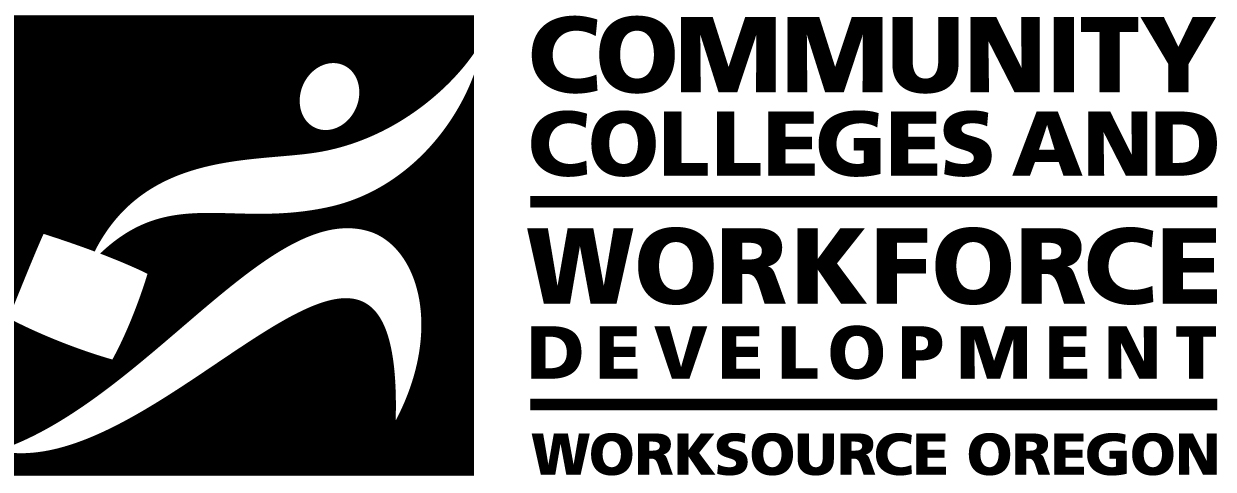 COMMUNITY
COLLEGES AND
WORKFORCE
DEVELOPMENT
WORKSOURCE OREGON